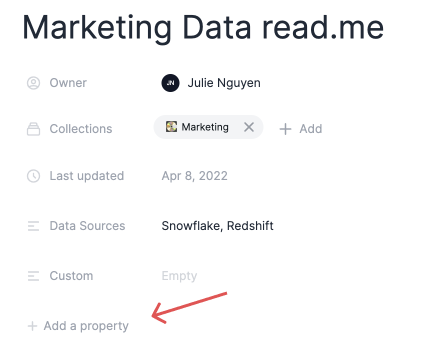 Marketing Data read.me
Owner JN Julie Nguyen
Collections Marketing Add
Last updated Apr 8, 2022
Data Sources Snowflake, Redshift
Custom Empty
+ Add a property